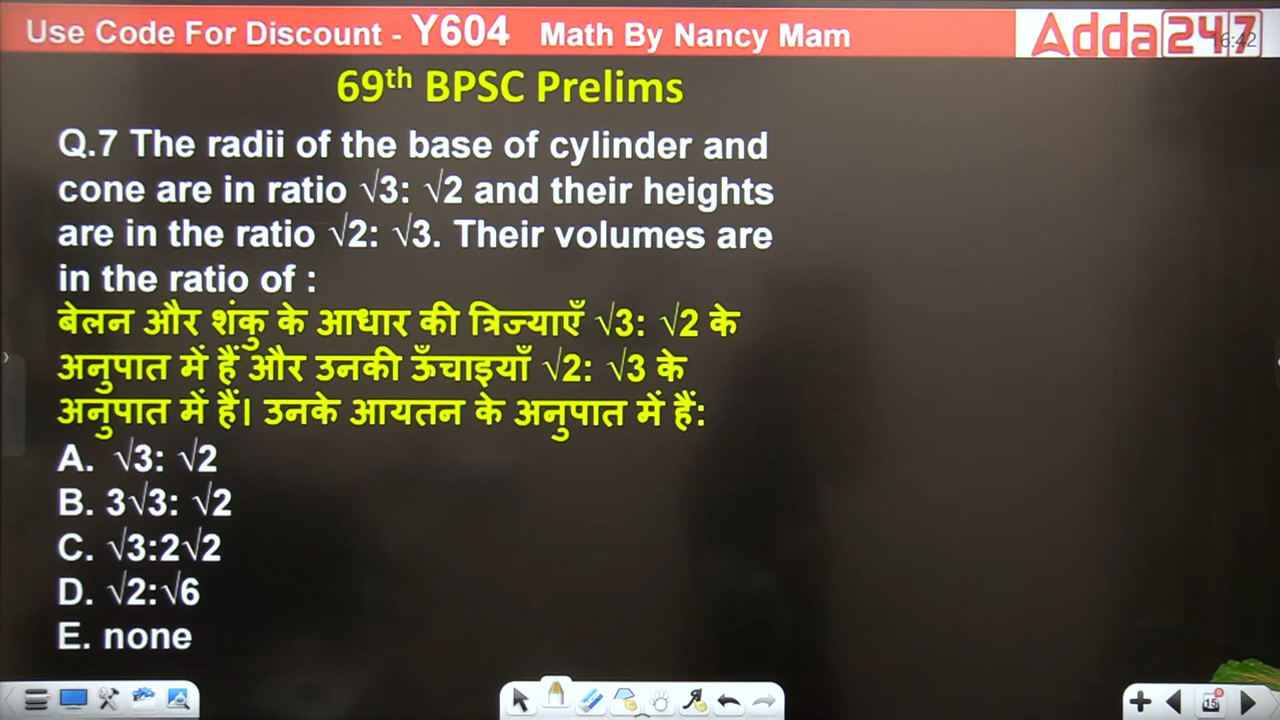 Use Code For Discount - Y604 Math By Nancy Mam
Adda247
16:42
69th BPSC Prelims
Q.7 The radii of the base of cylinder and
cone are in ratio √3: √2 and their heights
are in the ratio √2: √3. Their volumes are
in the ratio of :
बेलन और शंकु के आधार की त्रिज्याएँ √3: √2 के
अनुपात में हैं और उनकी ऊँचाइयाँ √2: √3 के
अनुपात में हैं। उनके आयतन के अनुपात में हैं:
A. √3: √2
B. 3√3: √2
C. √3:2√2
D. √2:√6
E. none
15